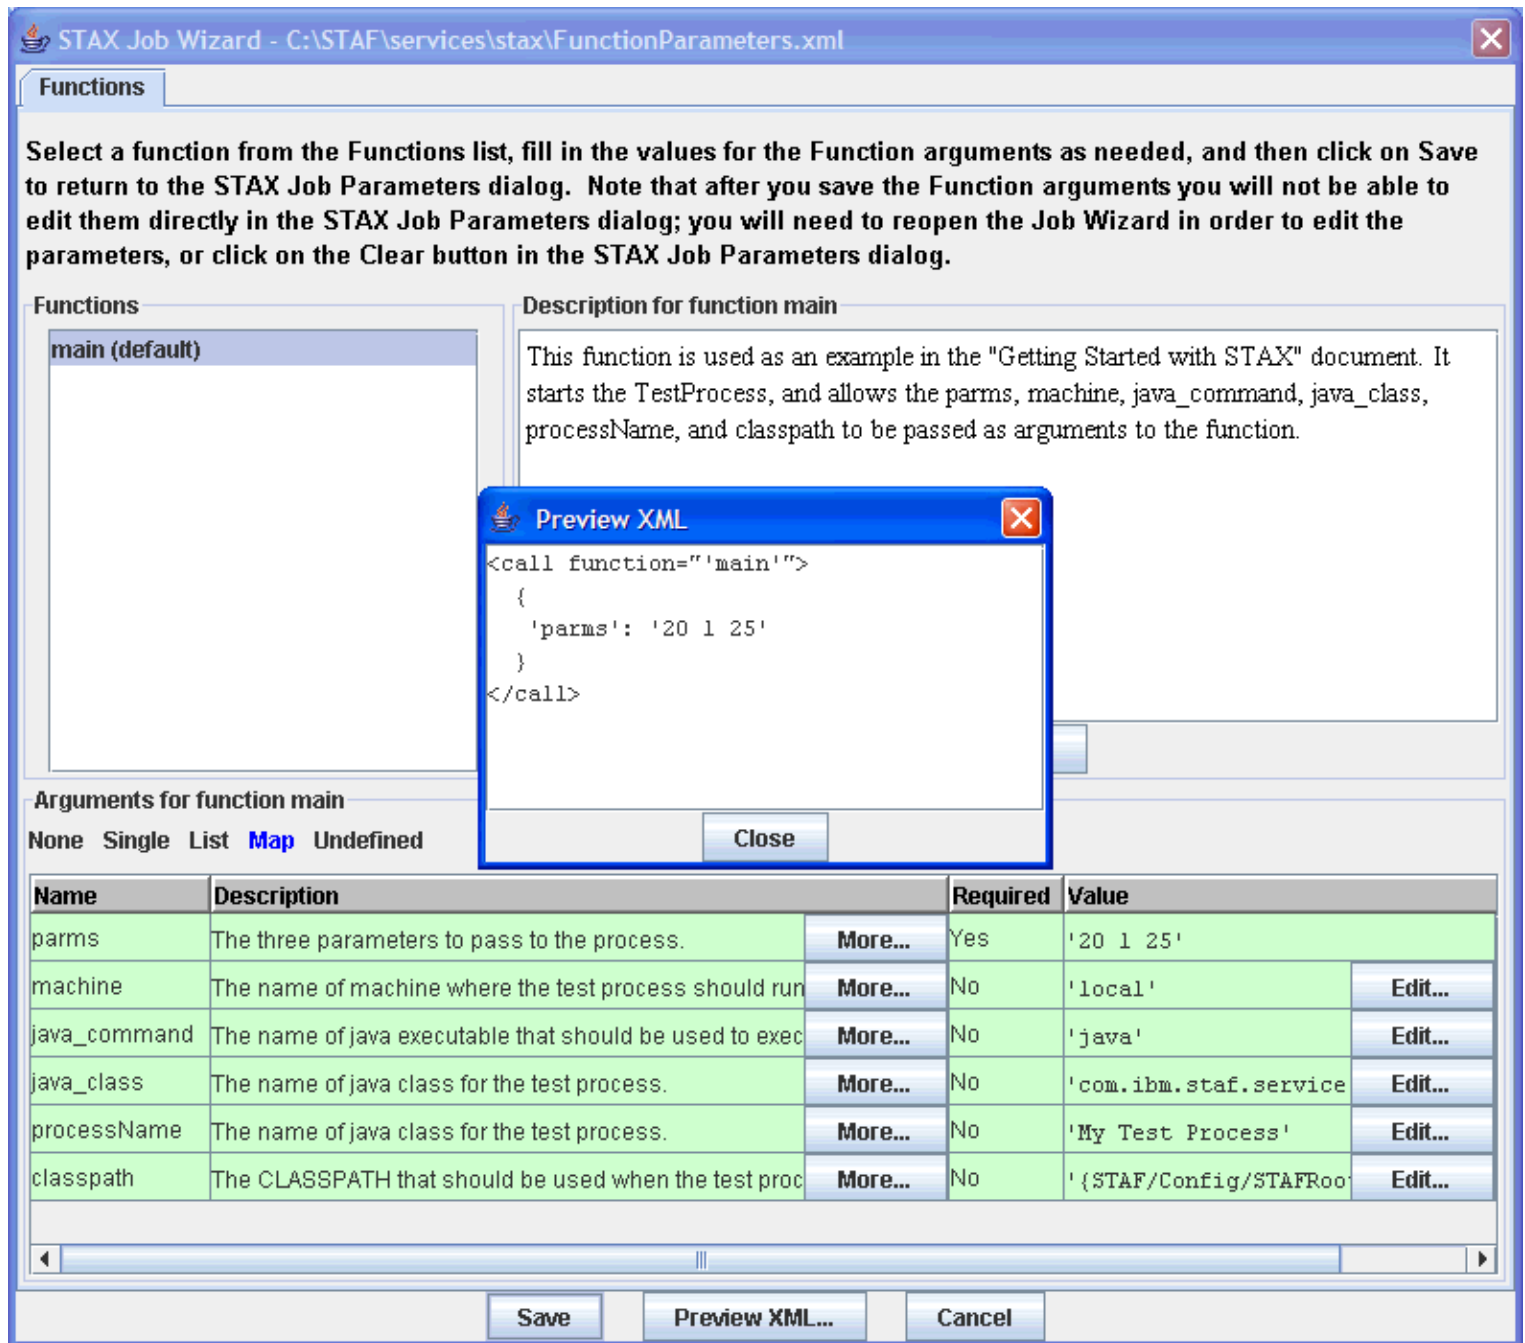 STAX Job Wizard - C:\STAF\services\stax\FunctionParameters.xml
Functions
Select a function from the Functions list, fill in the values for the Function arguments as needed, and then click on Save
to return to the STAX Job Parameters dialog. Note that after you save the Function arguments you will not be able to
edit them directly in the STAX Job Parameters dialog; you will need to reopen the Job Wizard in order to edit the
parameters, or click on the Clear button in the STAX Job Parameters dialog.
Functions
main (default)
Description for function main
This function is used as an example in the "Getting Started with STAX" document. It
starts the TestProcess, and allows the parms, machine, java_command, java_class,
processName, and classpath to be passed as arguments to the function.
Preview XML
<call function="'main'">
{
'parms': '20 1 25'
}
</call>
Close
Arguments for function main
None Single List Map Undefined
Name Description Required Value
parms The three parameters to pass to the process. More... Yes '20 1 25'
machine The name of machine where the test process should run More... No 'local' Edit...
java_command The name of java executable that should be used to exec More... No 'java' Edit...
java_class The name of java class for the test process. More... No 'com.ibm.staf.service Edit...
processName The name of java class for the test process. More... No 'My Test Process' Edit...
classpath The CLASSPATH that should be used when the test proc More... No '{STAF/Config/STAFRoo Edit...
Save Preview XML... Cancel